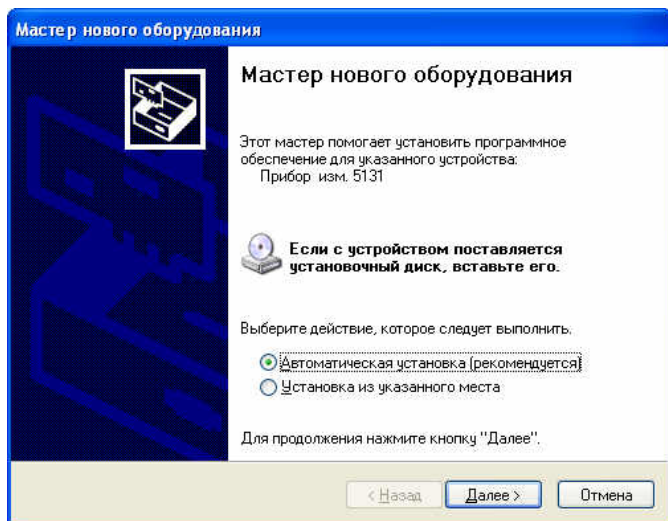 Мастер нового оборудования
Мастер нового оборудования
Этот мастер помогает установить программное
обеспечение для указанного устройства:
Прибор изм. 5131
Если с устройством поставляется
установочный диск, вставьте его.
Выберите действие, которое следует выполнить.
Автоматическая установка (рекомендуется)
Установка из указанного места
Для продолжения нажмите кнопку "Далее".
< Назад Далее > Отмена